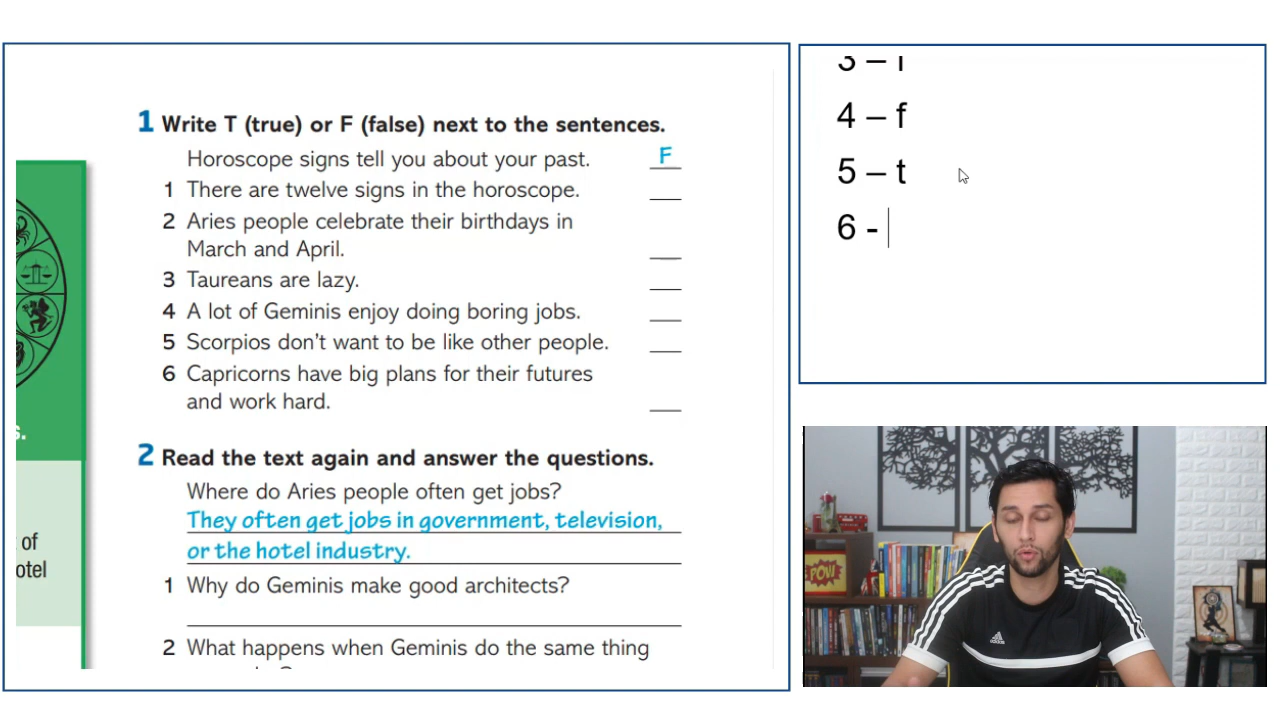 1 Write T (true) or F (false) next to the sentences.
Horoscope signs tell you about your past. F
1 There are twelve signs in the horoscope.
2 Aries people celebrate their birthdays in
March and April.
3 Taureans are lazy.
4 A lot of Geminis enjoy doing boring jobs.
5 Scorpios don't want to be like other people.
6 Capricorns have big plans for their futures
and work hard.
2 Read the text again and answer the questions.
Where do Aries people often get jobs?
They often get jobs in government, television,
or the hotel industry.
1 Why do Geminis make good architects?
2 What happens when Geminis do the same thing
s.
of
otel
3 –
4 – f
5 – t
6 -
POW!
adidas